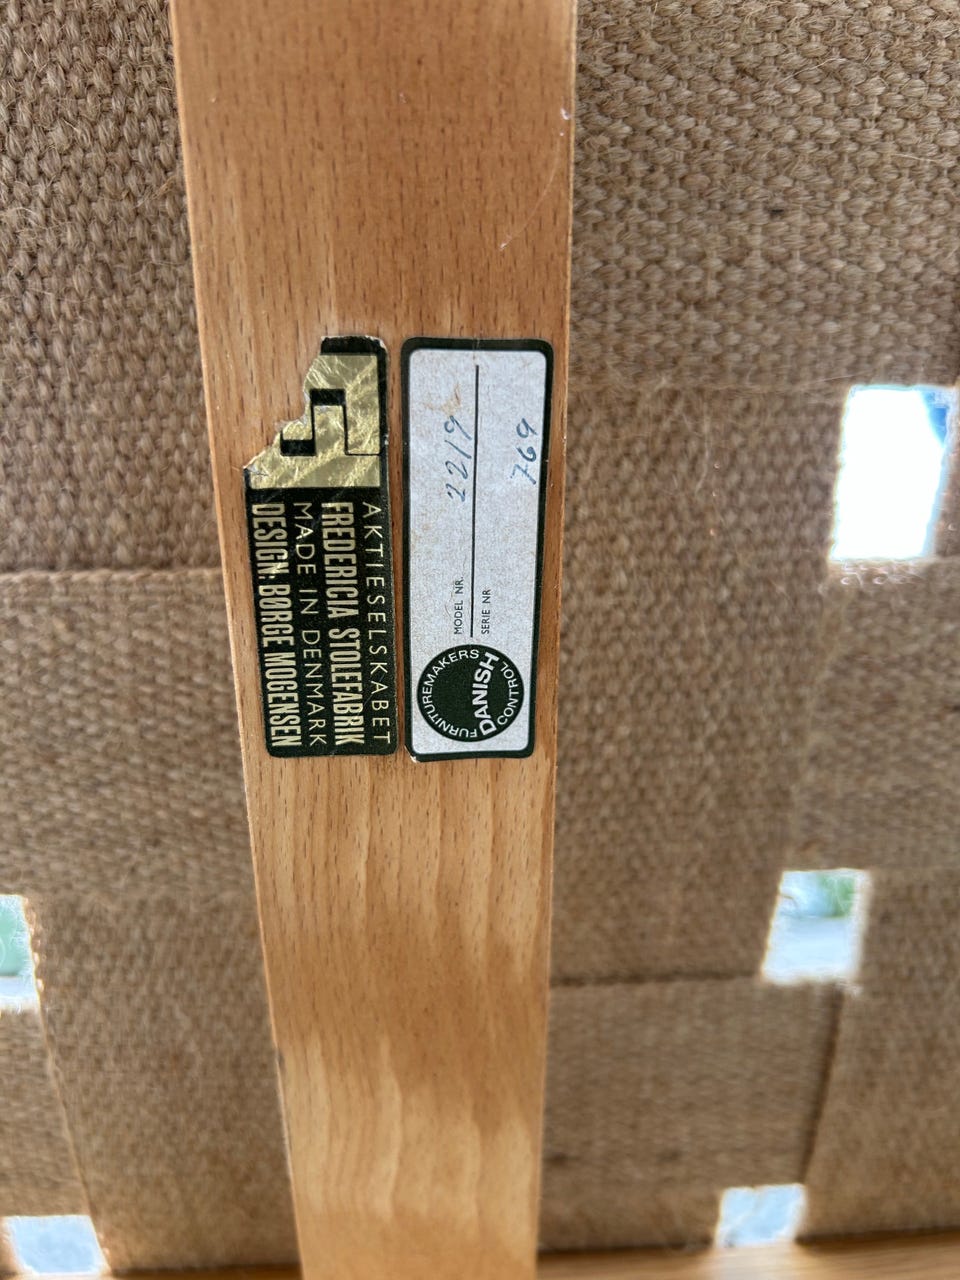 AKTIESELSKABET
FREDERICIA STOLEFABRIK
MADE IN DENMARK
DESIGN: BØRGE MOGENSEN
MODEL NR. 2219
SERIE NR 769
FURNITUREMAKERS
DANISH
CONTROL